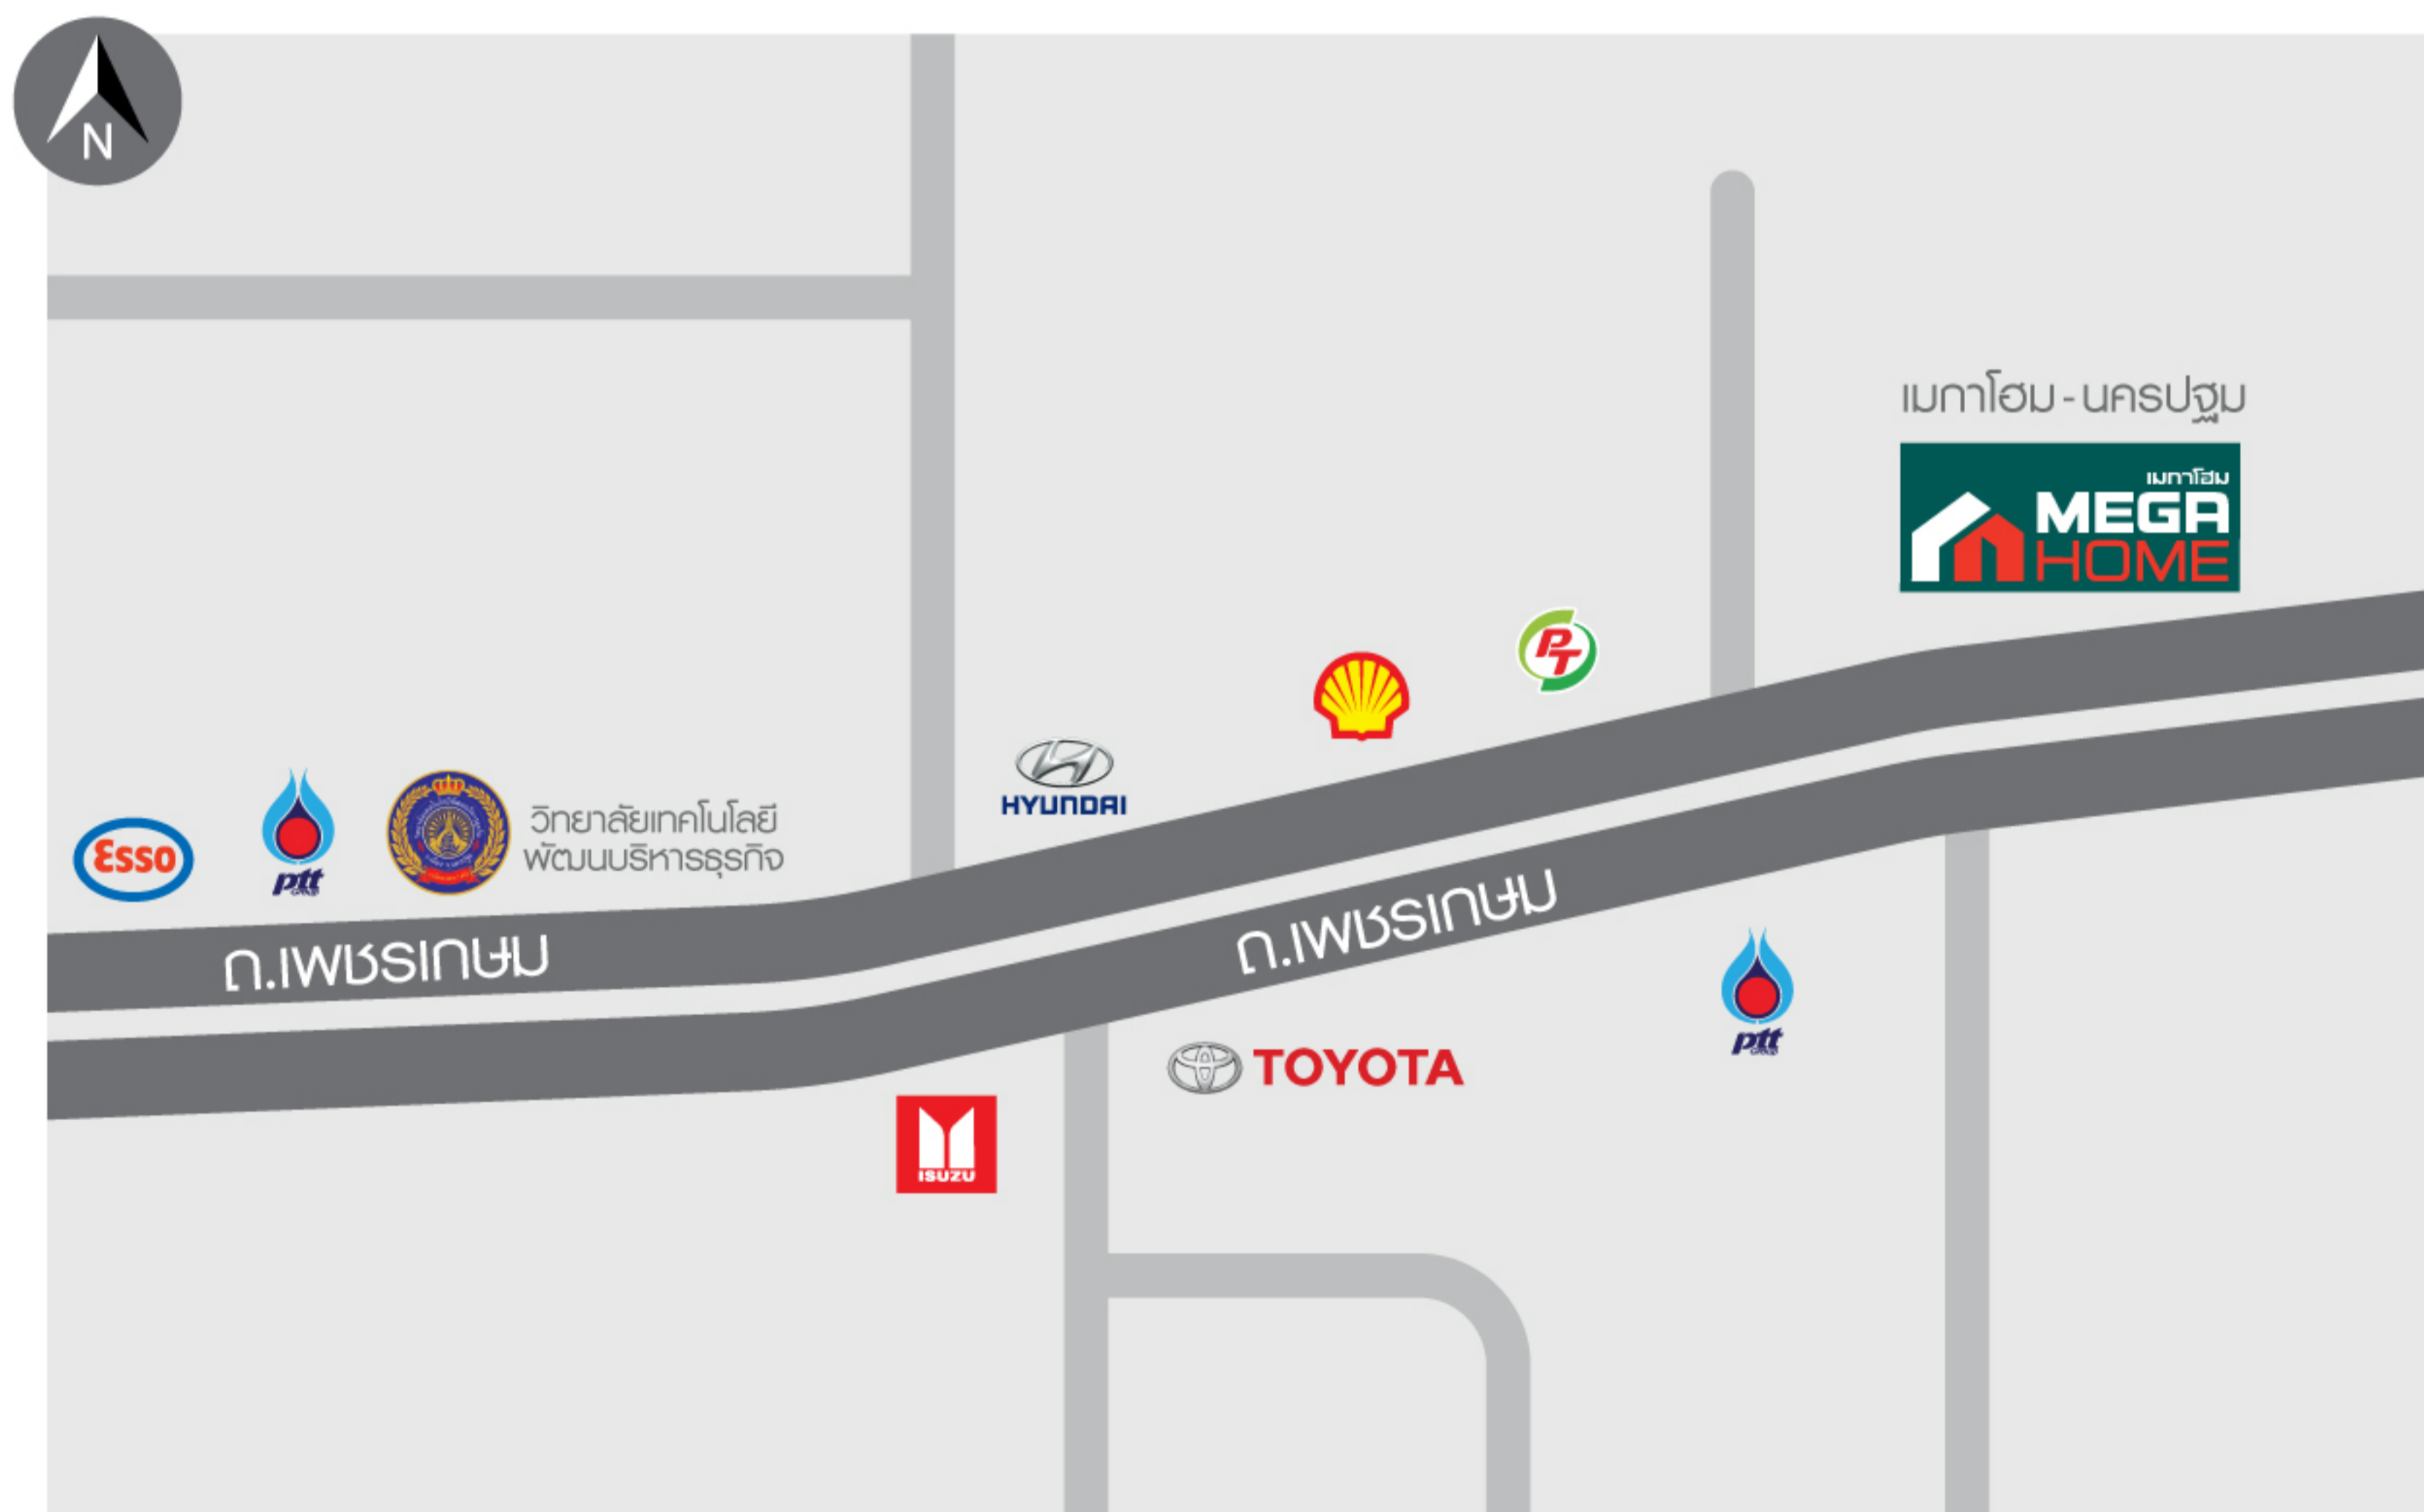 N
เมกาโฮม - นครปฐม
เมกาโฮม
MEGA
HOME
PT
HYUNDAI
Esso
ptt
GROUP
วิทยาลัยเทคโนโลยี
พัฒนบริหารธุรกิจ
ถ.เพชรเกษม
ถ.เพชรเกษม
ptt
GROUP
TOYOTA
ISUZU